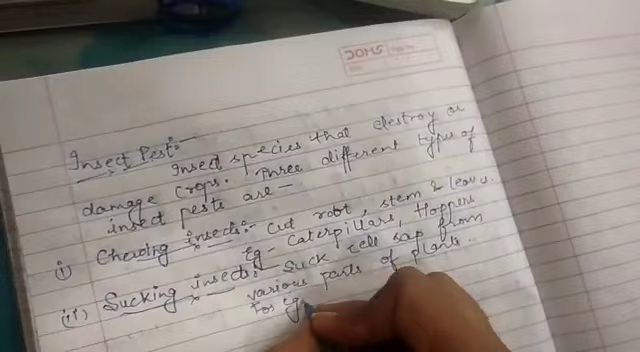 DOMS
Insect Pest:-
Insect species that destroy or
damage crops. Three different types of
insect pests are -
i) Chewing insects:- Cut root, stem & leaves.
Eg- Caterpillars, Hoppers
(ii) Sucking insects: Suck cell sap from
various parts of plants.
For eg